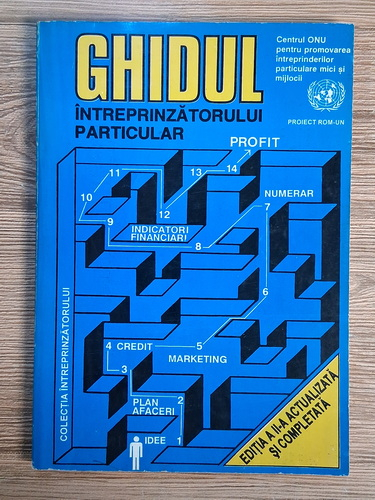 GHIDUL
ÎNTREPRINZĂTORULUI
PARTICULAR
Centrul ONU
pentru promovarea
întreprinderilor
particulare mici și
mijlocii
PROIECT ROM-UN
PROFIT
14
13
11
10
12
9
INDICATORI
FINANCIARI
8
7
NUMERAR
6
5
4 CREDIT
MARKETING
3
PLAN
AFACERI
2
IDEE 1
COLECȚIA ÎNTREPRINZĂTORULUI
EDIȚIA A II-A ACTUALIZATĂ
ȘI COMPLETATĂ